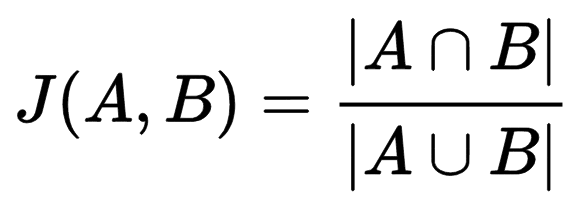 J(A, B) = |A ∩ B| / |A ∪ B|